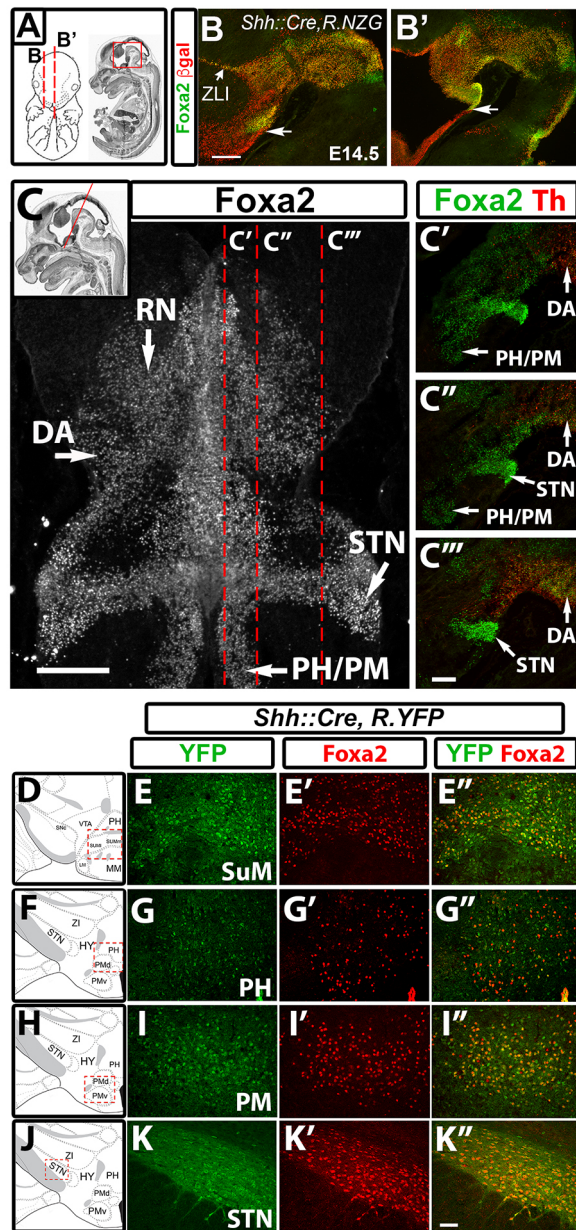 A
B
B'
Foxa2 βgal
B
Shh::Cre,R.NZG
ZLI
E14.5
B'
C
Foxa2
C' C'' C'''
RN
DA
STN
PH/PM
Foxa2 Th
C'
DA
PH/PM
C''
DA
STN
PH/PM
C'''
DA
STN
Shh::Cre, R.YFP
YFP
Foxa2
YFP Foxa2
D
SNc
VTA
PH
SUM
SUMm
LM
MM
E
SuM
E'
E''
F
ZI
STN
HY
PH
PMd
PMv
G
PH
G'
G''
H
ZI
STN
HY
PH
PMd
PMv
I
PM
I'
I''
J
ZI
STN
HY
PH
PMd
PMv
K
STN
K'
K''